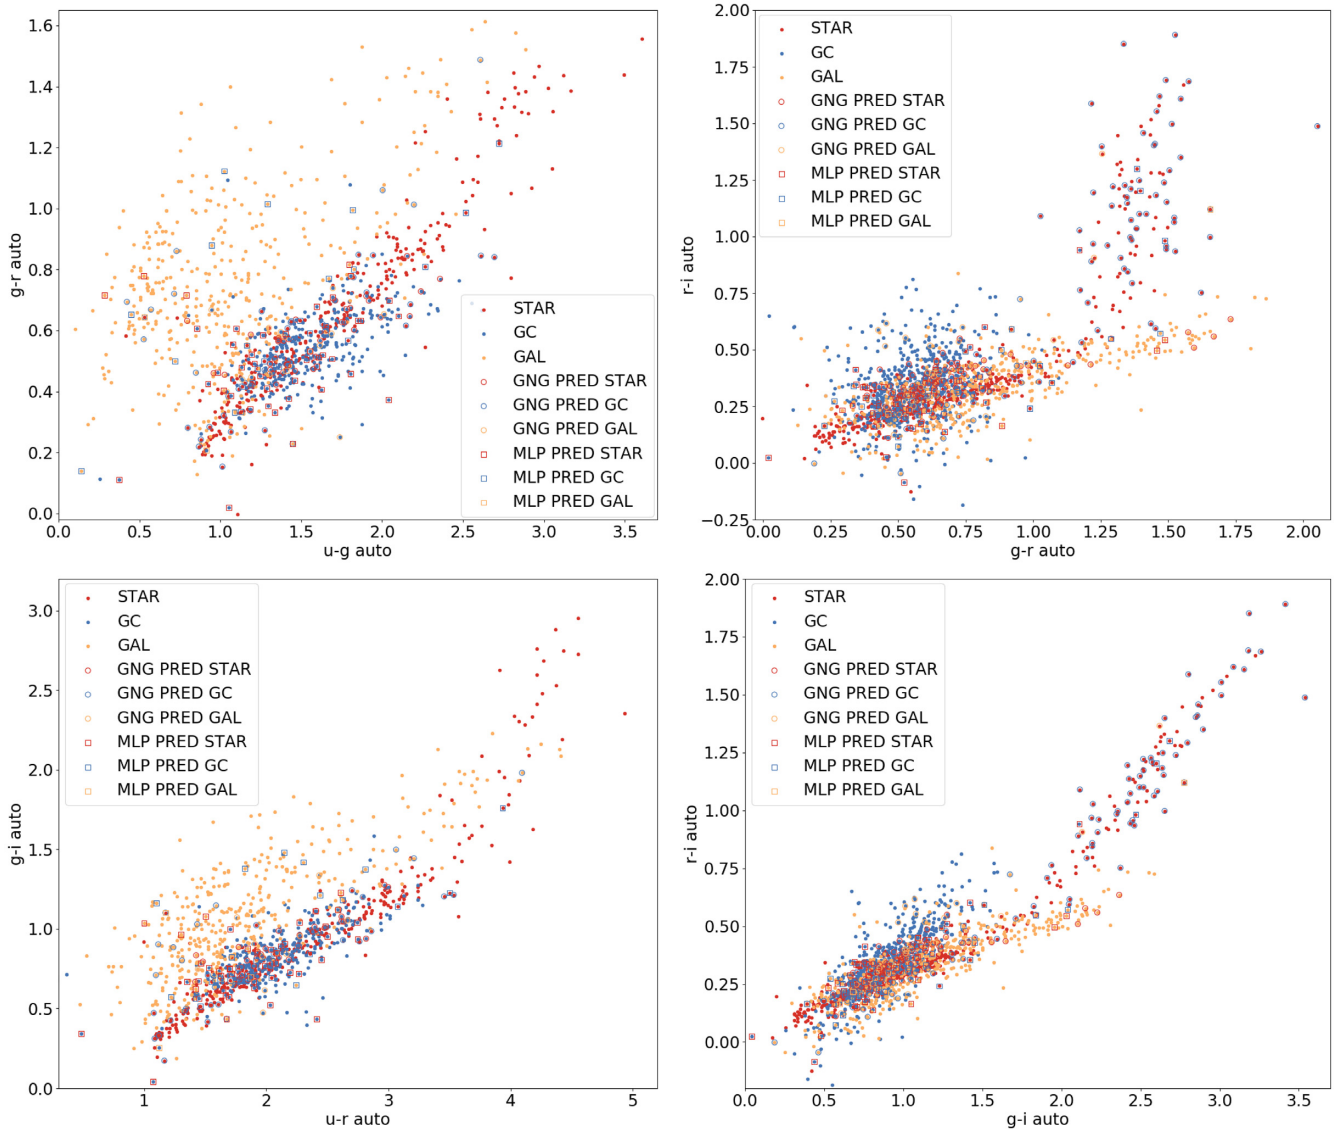 1.6
1.4
1.2
1.0
0.8
0.6
0.4
0.2
0.0
g-r auto
0.0 0.5 1.0 1.5 2.0 2.5 3.0 3.5
u-g auto
STAR
GC
GAL
GNG PRED STAR
GNG PRED GC
GNG PRED GAL
MLP PRED STAR
MLP PRED GC
MLP PRED GAL
2.00
1.75
1.50
1.25
1.00
0.75
0.50
0.25
0.00
−0.25
r-i auto
0.00 0.25 0.50 0.75 1.00 1.25 1.50 1.75 2.00
g-r auto
STAR
GC
GAL
GNG PRED STAR
GNG PRED GC
GNG PRED GAL
MLP PRED STAR
MLP PRED GC
MLP PRED GAL
3.0
2.5
2.0
1.5
1.0
0.5
0.0
g-i auto
1 2 3 4 5
u-r auto
STAR
GC
GAL
GNG PRED STAR
GNG PRED GC
GNG PRED GAL
MLP PRED STAR
MLP PRED GC
MLP PRED GAL
2.00
1.75
1.50
1.25
1.00
0.75
0.50
0.25
0.00
r-i auto
0.0 0.5 1.0 1.5 2.0 2.5 3.0 3.5
g-i auto
STAR
GC
GAL
GNG PRED STAR
GNG PRED GC
GNG PRED GAL
MLP PRED STAR
MLP PRED GC
MLP PRED GAL